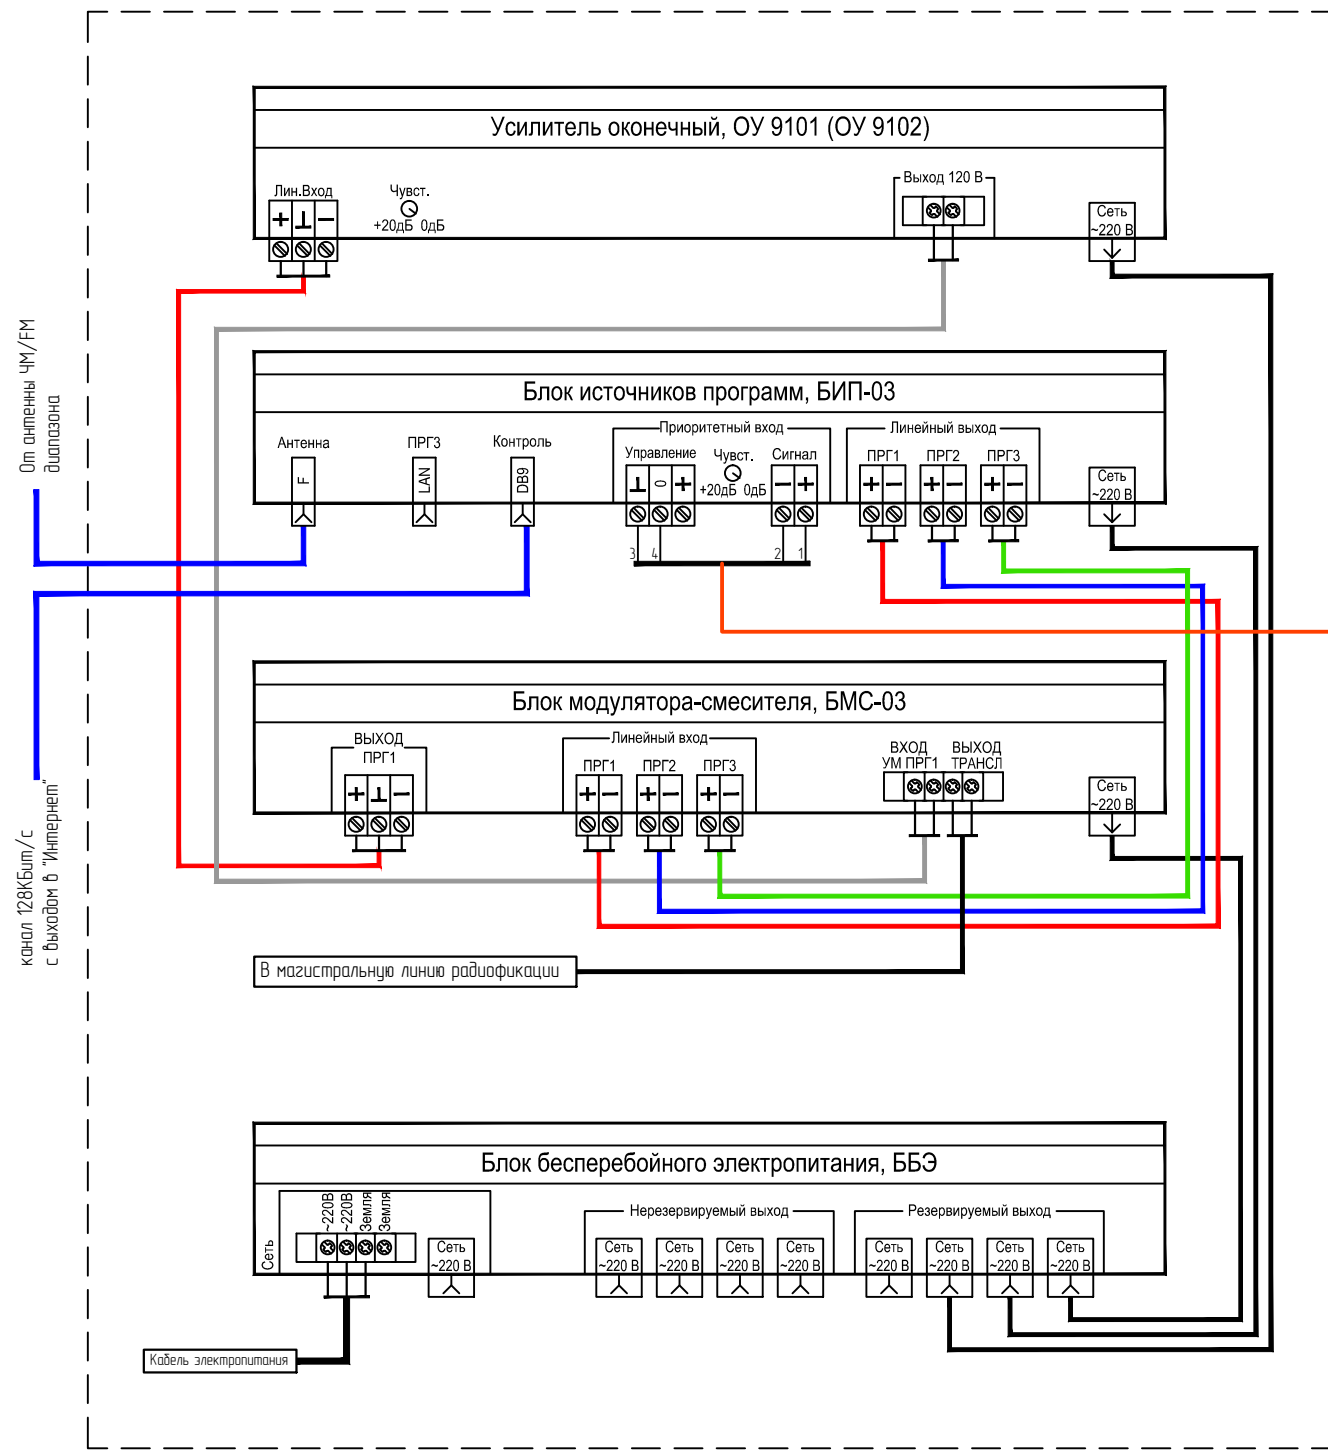 Усилитель оконечный, ОУ 9101 (ОУ 9102)
Лин.Вход
Чувст.
+20дБ 0дБ
Выход 120 В
Сеть
~220 В
+ ⊥ −
От антенны ЧМ/FM
диапазона
Блок источников программ, БИП-03
Антенна
F
ПРГ3
LAN
Контроль
DB9
Приоритетный вход
Управление
⊥ 0 +
Чувст.
+20дБ 0дБ
Сигнал
− +
Линейный выход
ПРГ1
+ −
ПРГ2
+ −
ПРГ3
+ −
Сеть
~220 В
3 4 2 1
Блок модулятора-смесителя, БМС-03
ВЫХОД
ПРГ1
+ ⊥ −
Линейный вход
ПРГ1
+ −
ПРГ2
+ −
ПРГ3
+ −
ВХОД
УМ ПРГ1
ВЫХОД
ТРАНСЛ
Сеть
~220 В
канал 128КБит/с
с выходом в "Интернет"
В магистральную линию радиофикации
Блок бесперебойного электропитания, ББЭ
Сеть
~220В
~220В
Земля
Земля
Сеть
~220 В
Нерезервируемый выход
Сеть
~220 В
Сеть
~220 В
Сеть
~220 В
Сеть
~220 В
Резервируемый выход
Сеть
~220 В
Сеть
~220 В
Сеть
~220 В
Сеть
~220 В
Кабель электропитания